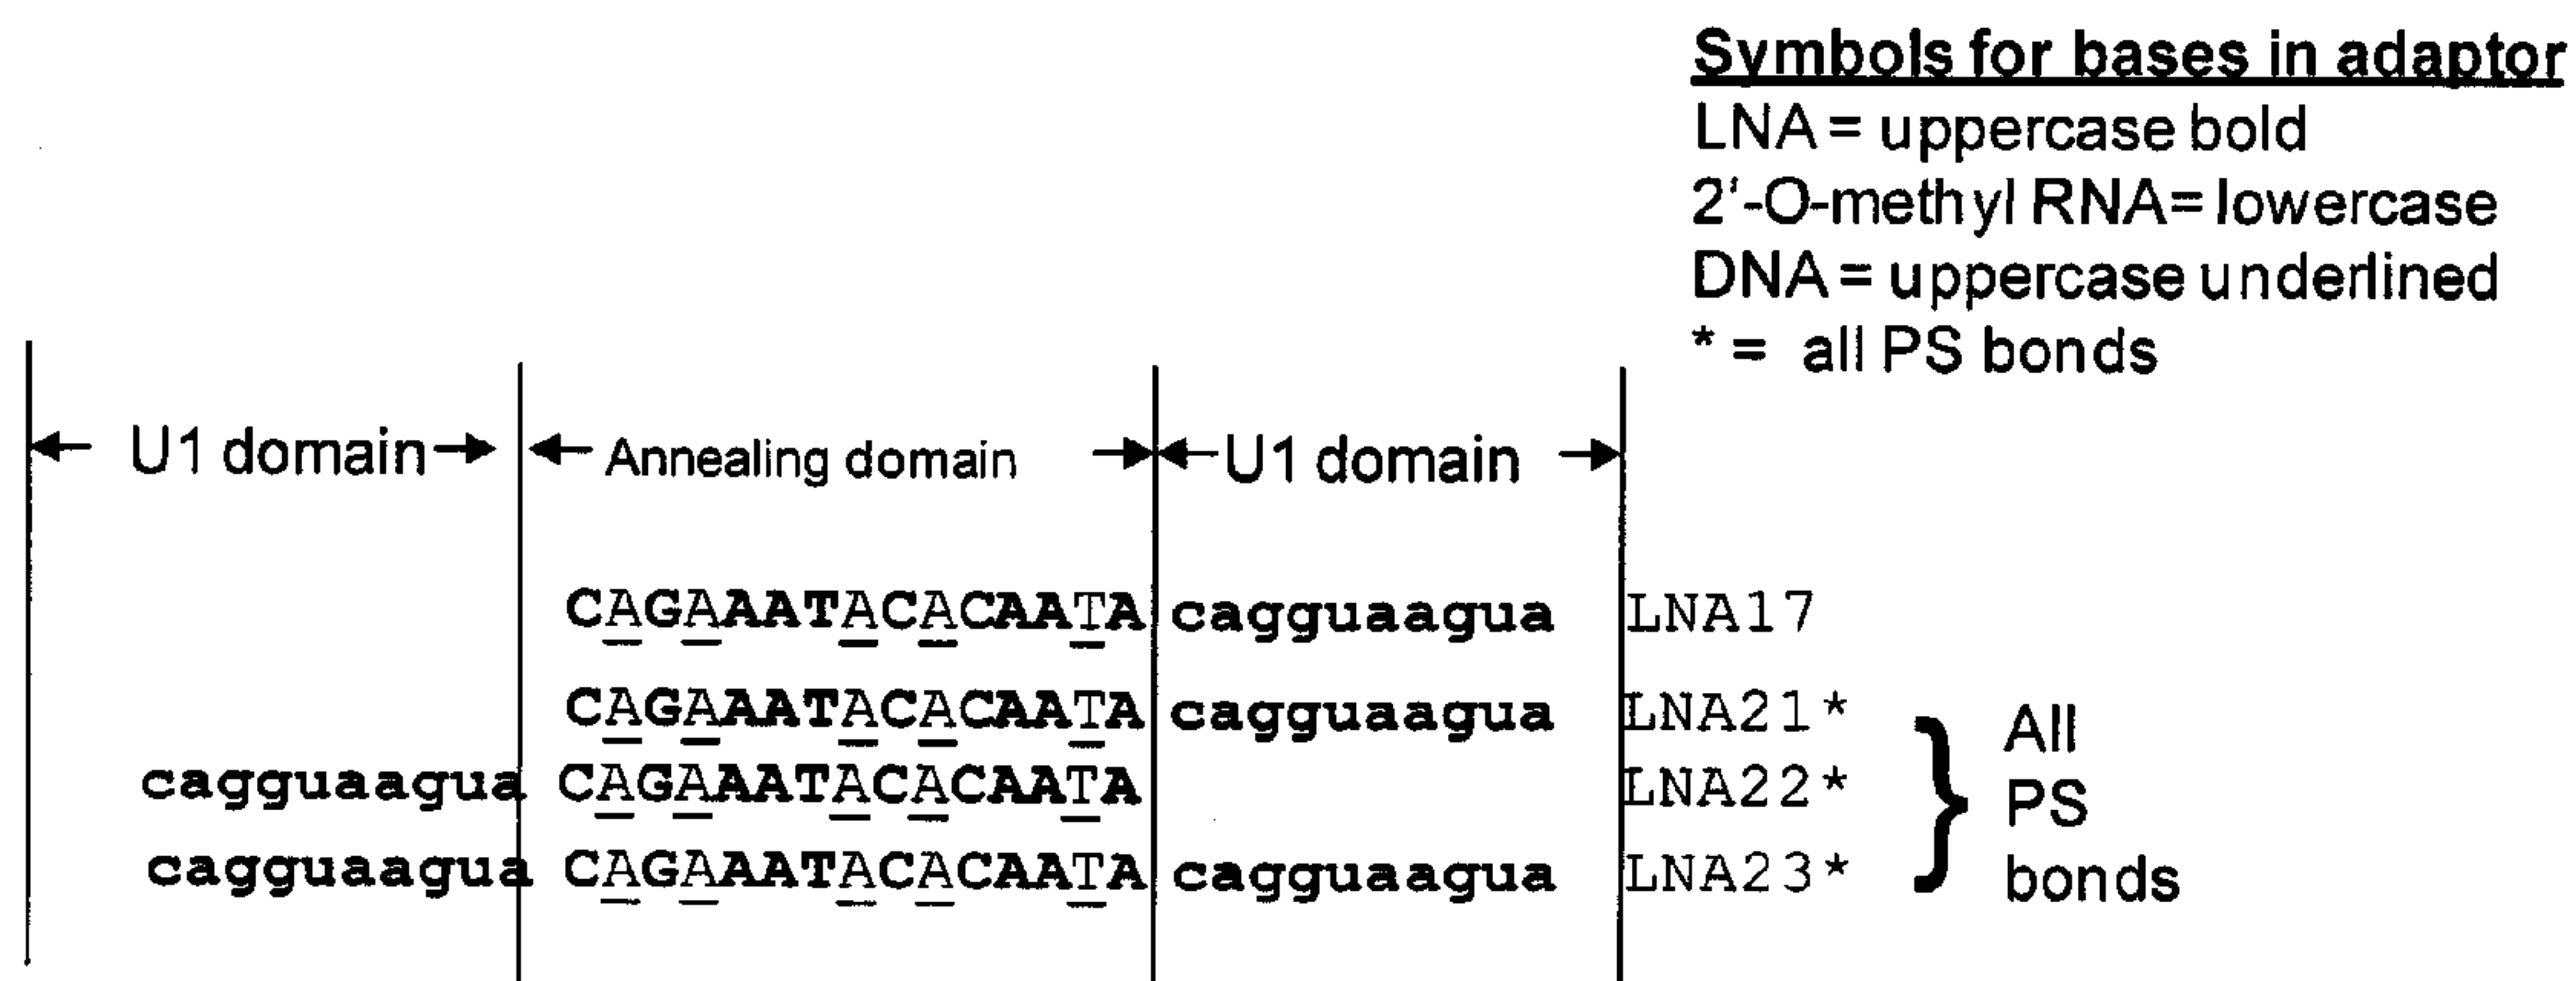 Symbols for bases in adaptor
LNA = uppercase bold
2'-O-methyl RNA= lowercase
DNA = uppercase underlined
* = all PS bonds
U1 domain Annealing domain U1 domain
CAGAAATACACAATA cagguaagua LNA17
CAGAAATACACAATA cagguaagua LNA21*
cagguaagua CAGAAATACACAATA LNA22*
cagguaagua CAGAAATACACAATA cagguaagua LNA23*
All
PS
bonds